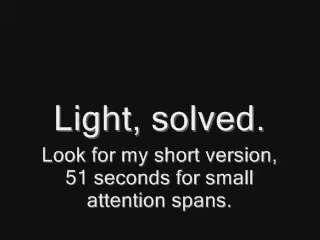 Light, solved.
Look for my short version,
51 seconds for small
attention spans.